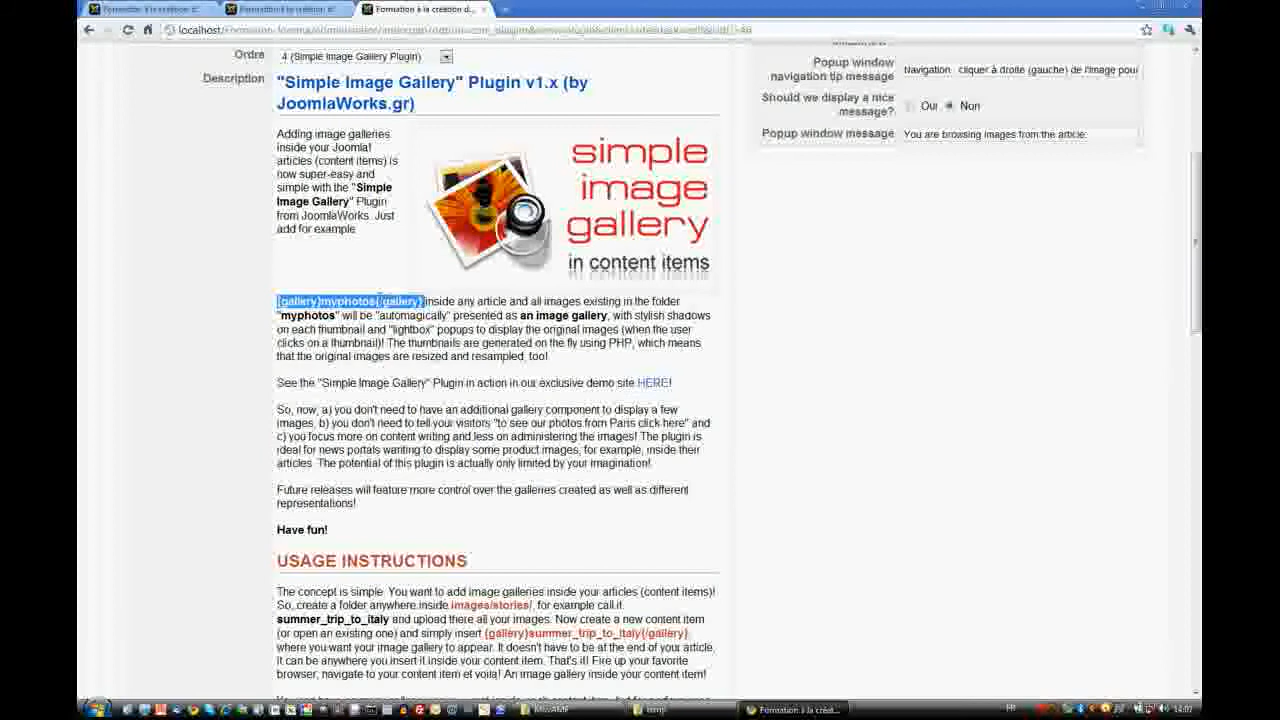 Formation à la création d...
Formation à la création d...
Formation à la création d...
Ordre
4 (Simple Image Gallery Plugin)
Description
"Simple Image Gallery" Plugin v1.x (by
JoomlaWorks.gr)
Adding image galleries
inside your Joomla!
articles (content items) is
now super-easy and
simple with the "Simple
Image Gallery" Plugin
from JoomlaWorks. Just
add for example
simple
image
gallery
in content items
{gallery}myphotos{/gallery} inside any article and all images existing in the folder
"myphotos" will be "automagically" presented as an image gallery, with stylish shadows
on each thumbnail and "lightbox" popups to display the original images (when the user
clicks on a thumbnail)! The thumbnails are generated on the fly using PHP, which means
that the original images are resized and resampled, too!
See the "Simple Image Gallery" Plugin in action in our exclusive demo site HERE!
So, now, a) you don't need to have an additional gallery component to display a few
images, b) you don't need to tell your visitors "to see our photos from Paris click here" and
c) you focus more on content writing and less on administering the images! The plugin is
ideal for news portals wanting to display some product images, for example, inside their
articles. The potential of this plugin is actually only limited by your imagination!
Future releases will feature more control over the galleries created as well as different
representations!
Have fun!
USAGE INSTRUCTIONS
The concept is simple. You want to add image galleries inside your articles (content items)!
So, create a folder anywhere inside images/stories/, for example call it
summer_trip_to_italy and upload there all your images. Now create a new content item
(or open an existing one) and simply insert {gallery}summer_trip_to_italy{/gallery}
where you want your image gallery to appear. It doesn't have to be at the end of your article,
it can be anywhere you insert it inside your content item. That's it! Fire up your favorite
browser, navigate to your content item et voila! An image gallery inside your content item!
Popup window
navigation tip message
Navigation : cliquer à droite (gauche) de l'image pour
Should we display a nice
message?
Oui Non
Popup window message
You are browsing images from the article:
Formation à la créat...
FR
14:07